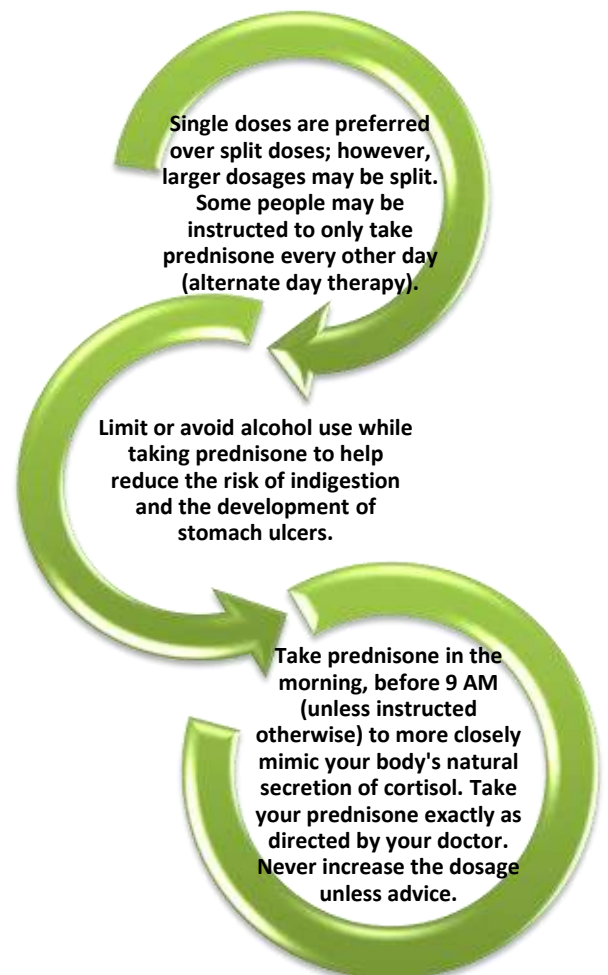 Single doses are preferred
over split doses; however,
larger dosages may be split.
Some people may be
instructed to only take
prednisone every other day
(alternate day therapy).
Limit or avoid alcohol use while
taking prednisone to help
reduce the risk of indigestion
and the development of
stomach ulcers.
Take prednisone in the
morning, before 9 AM
(unless instructed
otherwise) to more closely
mimic your body's natural
secretion of cortisol. Take
your prednisone exactly as
directed by your doctor.
Never increase the dosage
unless advice.